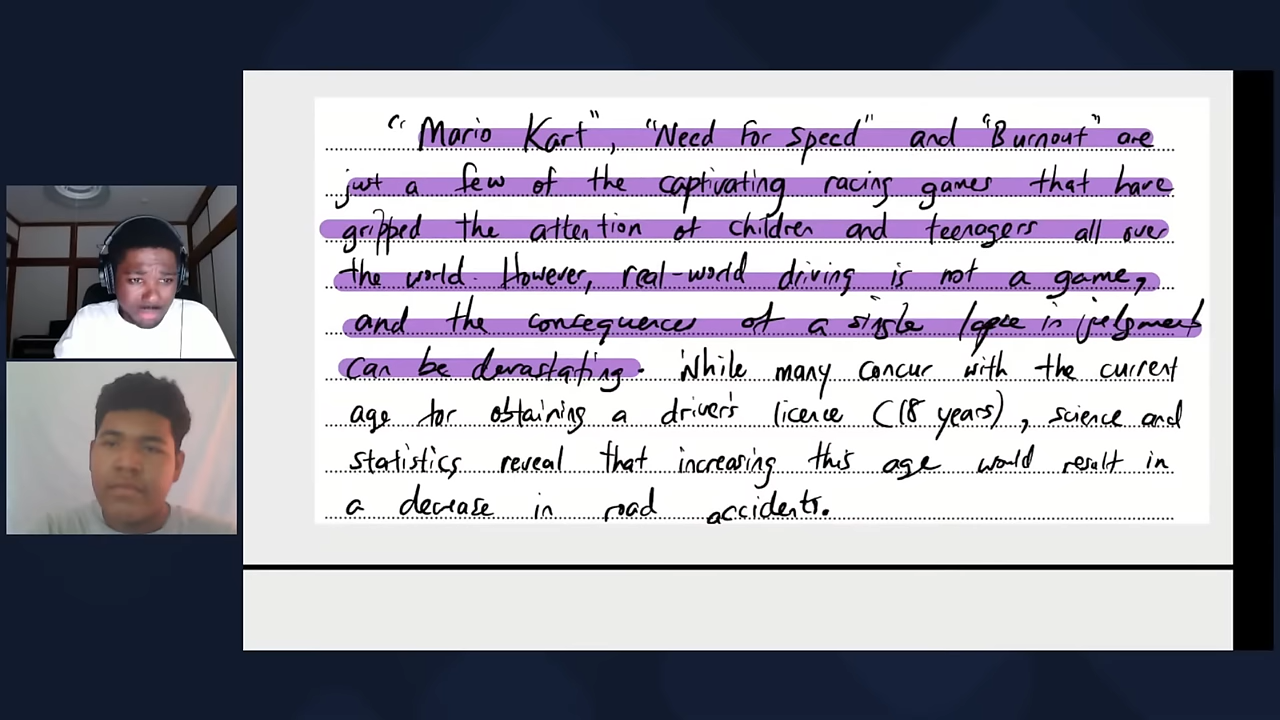 "Mario Kart", "Need For Speed" and "Burnout" are
just a few of the captivating racing games that have
gripped the attention of children and teenagers all over
the world. However, real-world driving is not a game,
and the consequences of a single lapse in judgment
can be devastating. While many concur with the current
age for obtaining a driver's licence (18 years), science and
statistics reveal that increasing this age would result in
a decrease in road accidents.